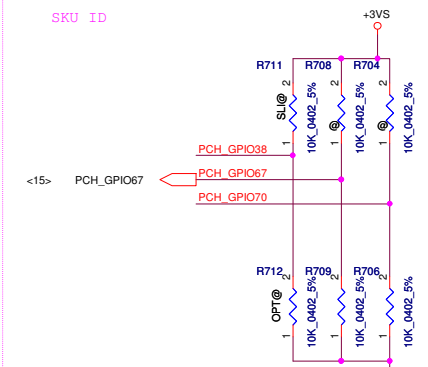 SKU ID
+3VS
R711 R708 R704
2 2 2
SLI@ 10K_0402_5% @ 10K_0402_5% @ 10K_0402_5%
1 1 1
PCH_GPIO38
<15> PCH_GPIO67 PCH_GPIO67
PCH_GPIO70
R712 R709 R706
2 2 2
OPT@ 10K_0402_5% 10K_0402_5% 10K_0402_5%
1 1 1